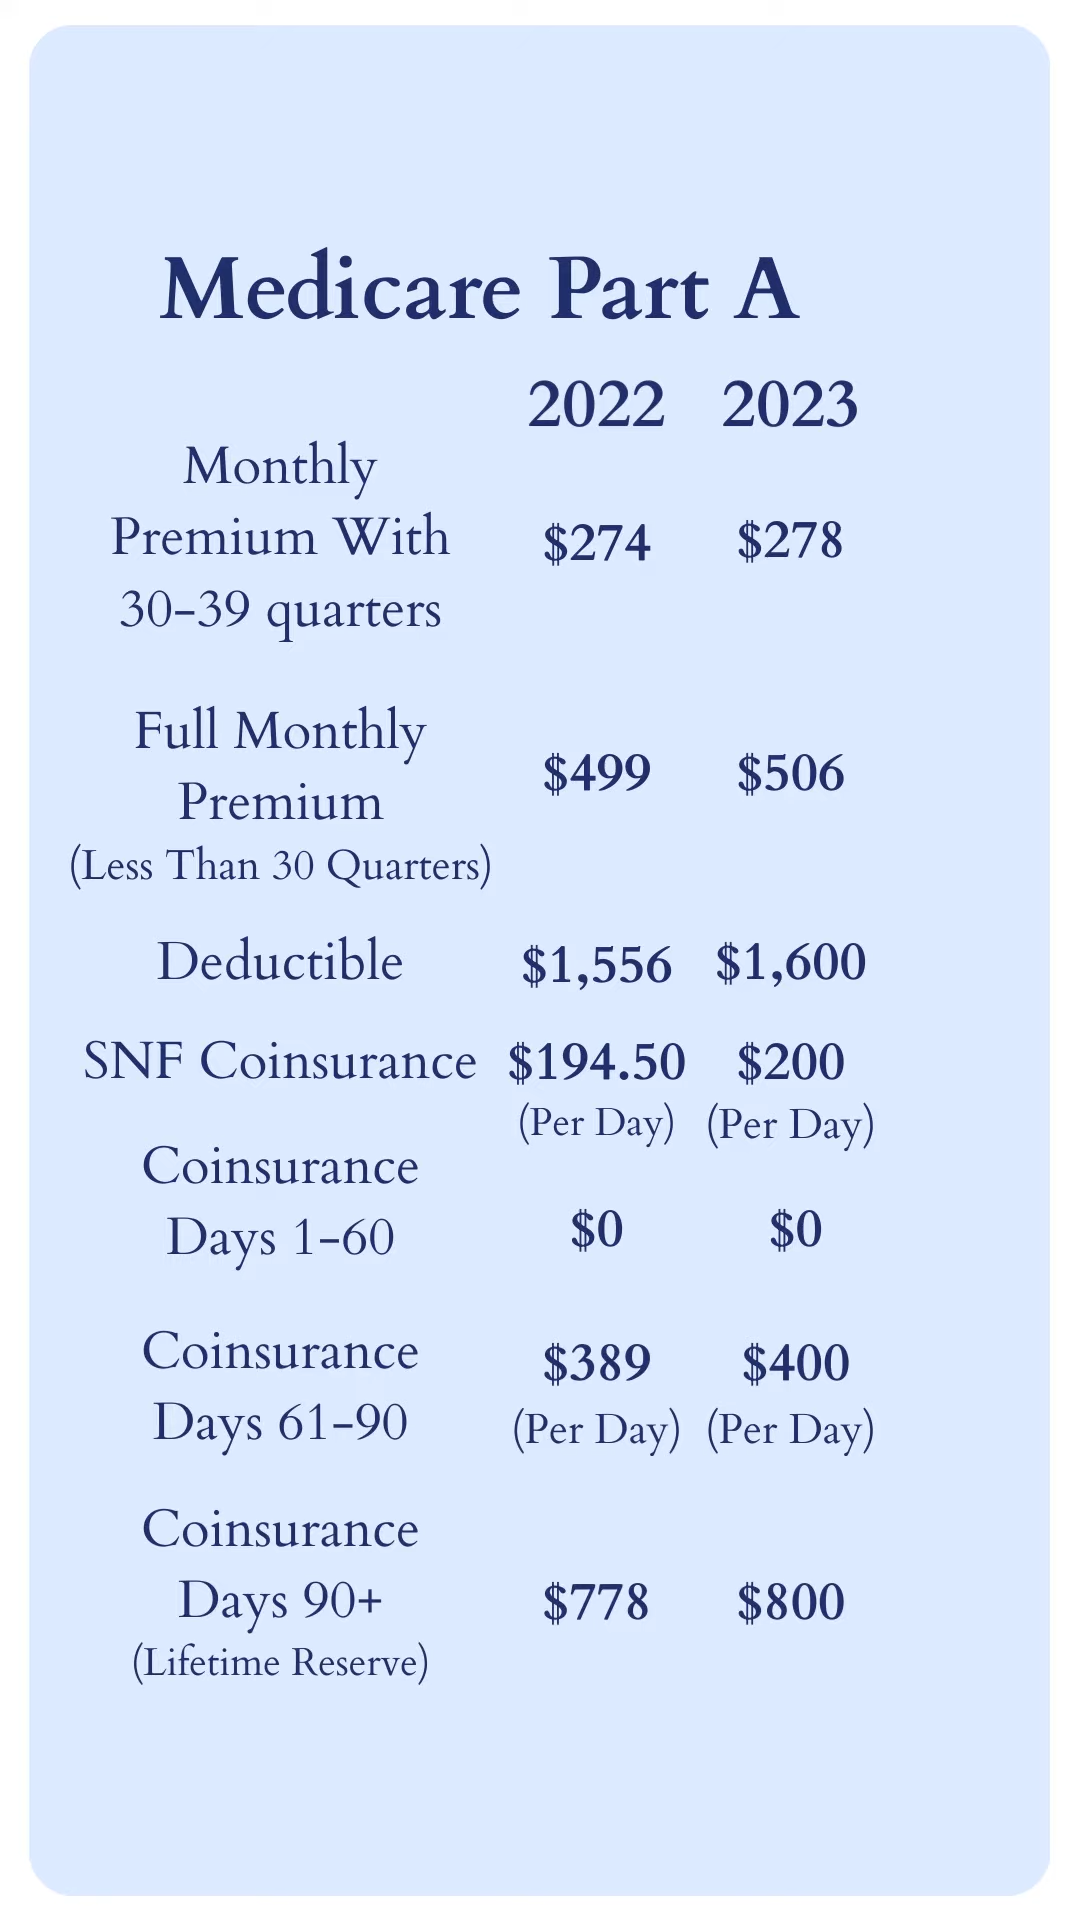 Medicare Part A
2022 2023
Monthly
Premium With
30-39 quarters
$274 $278
Full Monthly
Premium
(Less Than 30 Quarters)
$499 $506
Deductible $1,556 $1,600
SNF Coinsurance $194.50 $200
(Per Day) (Per Day)
Coinsurance
Days 1-60
$0 $0
Coinsurance
Days 61-90
$389 $400
(Per Day) (Per Day)
Coinsurance
Days 90+
(Lifetime Reserve)
$778 $800